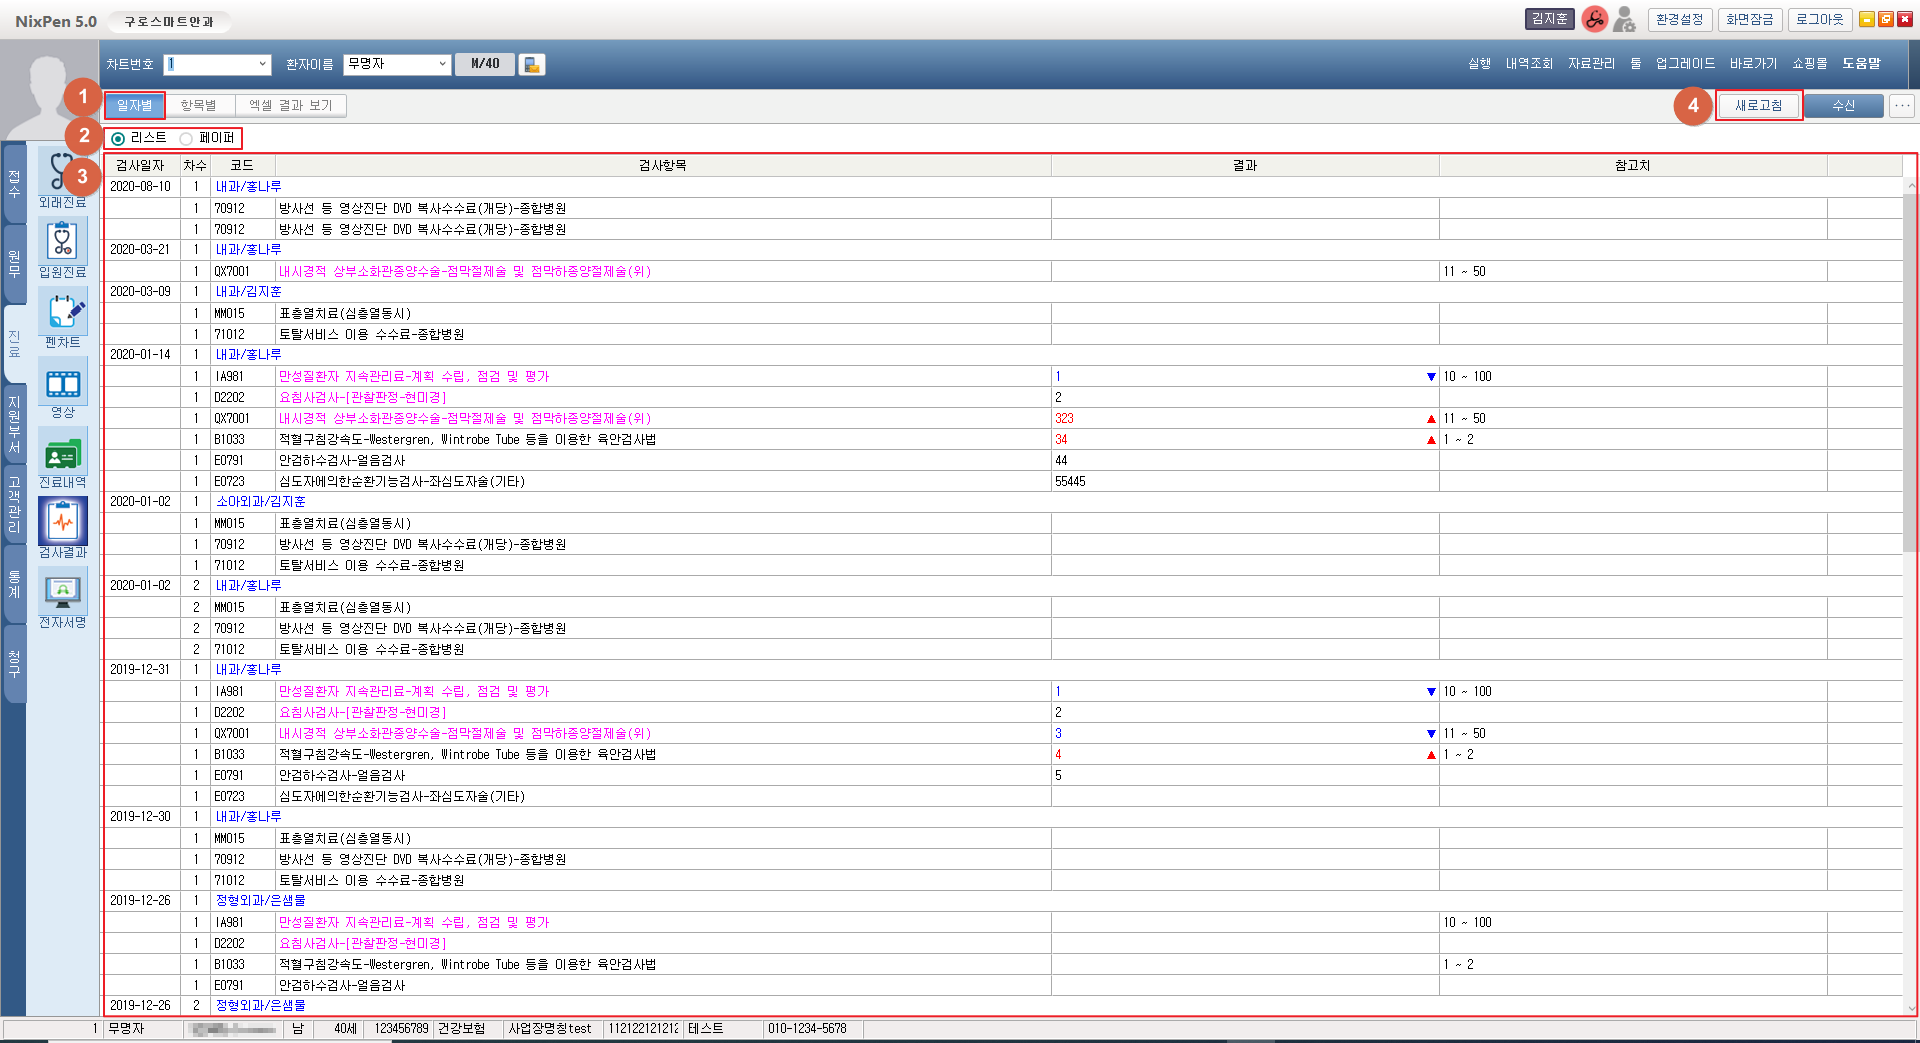 NixPen 5.0 구로스마트안과 김지훈 환경설정 화면잠금 로그아웃
차트번호 1 환자이름 무명자 M/40 실행 내역조회 자료관리 툴 업그레이드 바로가기 쇼핑몰 도움말
1 일자별 항목별 엑셀 결과 보기 4 새로고침 수신 ...
2 리스트 페이퍼
3
접수
원무
진료
지원부서
고객관리
통계
청구
외래진료
입원진료
펜차트
영상
진료내역
검사결과
전자서명
검사일자 차수 코드 검사항목 결과 참고치
2020-08-10 1 내과/홍나루
1 70912 방사선 등 영상진단 DVD 복사수수료(개당)-종합병원
1 70912 방사선 등 영상진단 DVD 복사수수료(개당)-종합병원
2020-03-21 1 내과/홍나루
1 QX7001 내시경적 상부소화관종양수술-점막절제술 및 점막하종양절제술(위) 11 ~ 50
2020-03-09 1 내과/김지훈
1 MM015 표층열치료(심층열동시)
1 71012 토탈서비스 이용 수수료-종합병원
2020-01-14 1 내과/홍나루
1 IA981 만성질환자 지속관리료-계획 수립, 점검 및 평가 1 ▼ 10 ~ 100
1 D2202 요침사검사-[관찰판정-현미경] 2
1 QX7001 내시경적 상부소화관종양수술-점막절제술 및 점막하종양절제술(위) 323 ▲ 11 ~ 50
1 B1033 적혈구침강속도-Westergren, Wintrobe Tube 등을 이용한 육안검사법 34 ▲ 1 ~ 2
1 E0791 안검하수검사-얼음검사 44
1 E0723 심도자에의한순환기능검사-좌심도자술(기타) 55445
2020-01-02 1 소아외과/김지훈
1 MM015 표층열치료(심층열동시)
1 70912 방사선 등 영상진단 DVD 복사수수료(개당)-종합병원
1 71012 토탈서비스 이용 수수료-종합병원
2020-01-02 2 내과/홍나루
2 MM015 표층열치료(심층열동시)
2 70912 방사선 등 영상진단 DVD 복사수수료(개당)-종합병원
2 71012 토탈서비스 이용 수수료-종합병원
2019-12-31 1 내과/홍나루
1 IA981 만성질환자 지속관리료-계획 수립, 점검 및 평가 1 ▼ 10 ~ 100
1 D2202 요침사검사-[관찰판정-현미경] 2
1 QX7001 내시경적 상부소화관종양수술-점막절제술 및 점막하종양절제술(위) 3 ▼ 11 ~ 50
1 B1033 적혈구침강속도-Westergren, Wintrobe Tube 등을 이용한 육안검사법 4 ▲ 1 ~ 2
1 E0791 안검하수검사-얼음검사 5
1 E0723 심도자에의한순환기능검사-좌심도자술(기타)
2019-12-30 1 내과/홍나루
1 MM015 표층열치료(심층열동시)
1 70912 방사선 등 영상진단 DVD 복사수수료(개당)-종합병원
1 71012 토탈서비스 이용 수수료-종합병원
2019-12-26 1 정형외과/은샘물
1 IA981 만성질환자 지속관리료-계획 수립, 점검 및 평가 10 ~ 100
1 D2202 요침사검사-[관찰판정-현미경]
1 B1033 적혈구침강속도-Westergren, Wintrobe Tube 등을 이용한 육안검사법 1 ~ 2
1 E0791 안검하수검사-얼음검사
2019-12-26 2 정형외과/은샘물
1 무명자 남 40세 123456789 건강보험 사업장명칭test 112122121212 테스트 010-1234-5678